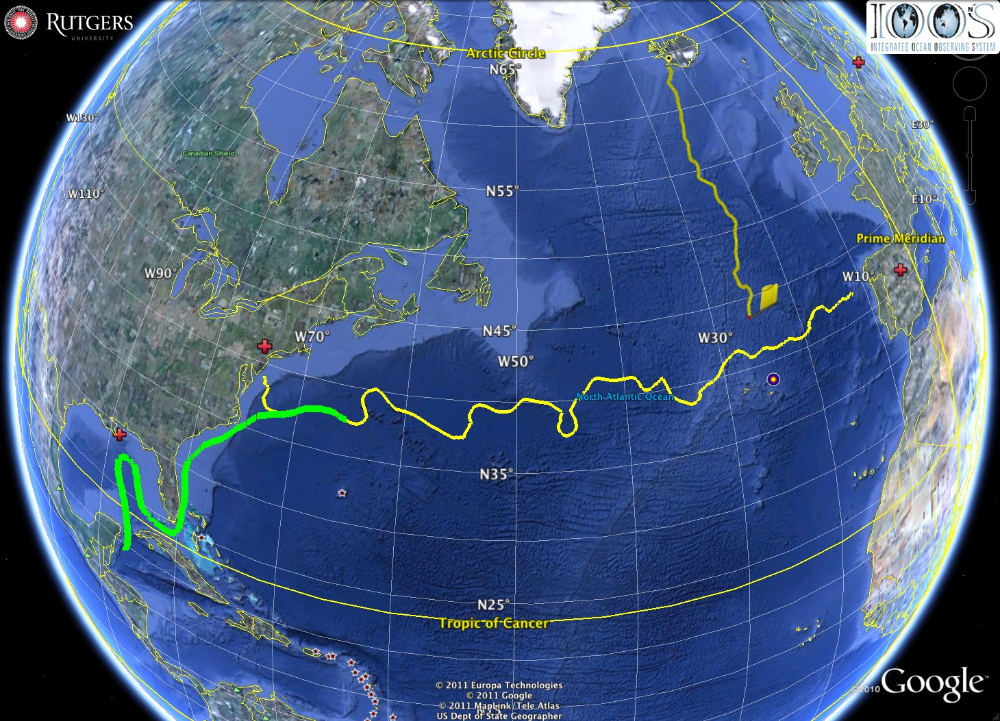 RUTGERS
UNIVERSITY
IOOS
N
INTEGRATED OCEAN OBSERVING SYSTEM
Arctic Circle
N65°
W130°
E30°
Canadian Shield
N55°
W110°
E10°
Prime Meridian
W90°
W10°
N45°
W70°
W30°
W50°
North Atlantic Ocean
N35°
N25°
Tropic of Cancer
© 2011 Europa Technologies
© 2011 Google
© 2011 MapLink/Tele Atlas
US Dept of State Geographer
©2010 Google™